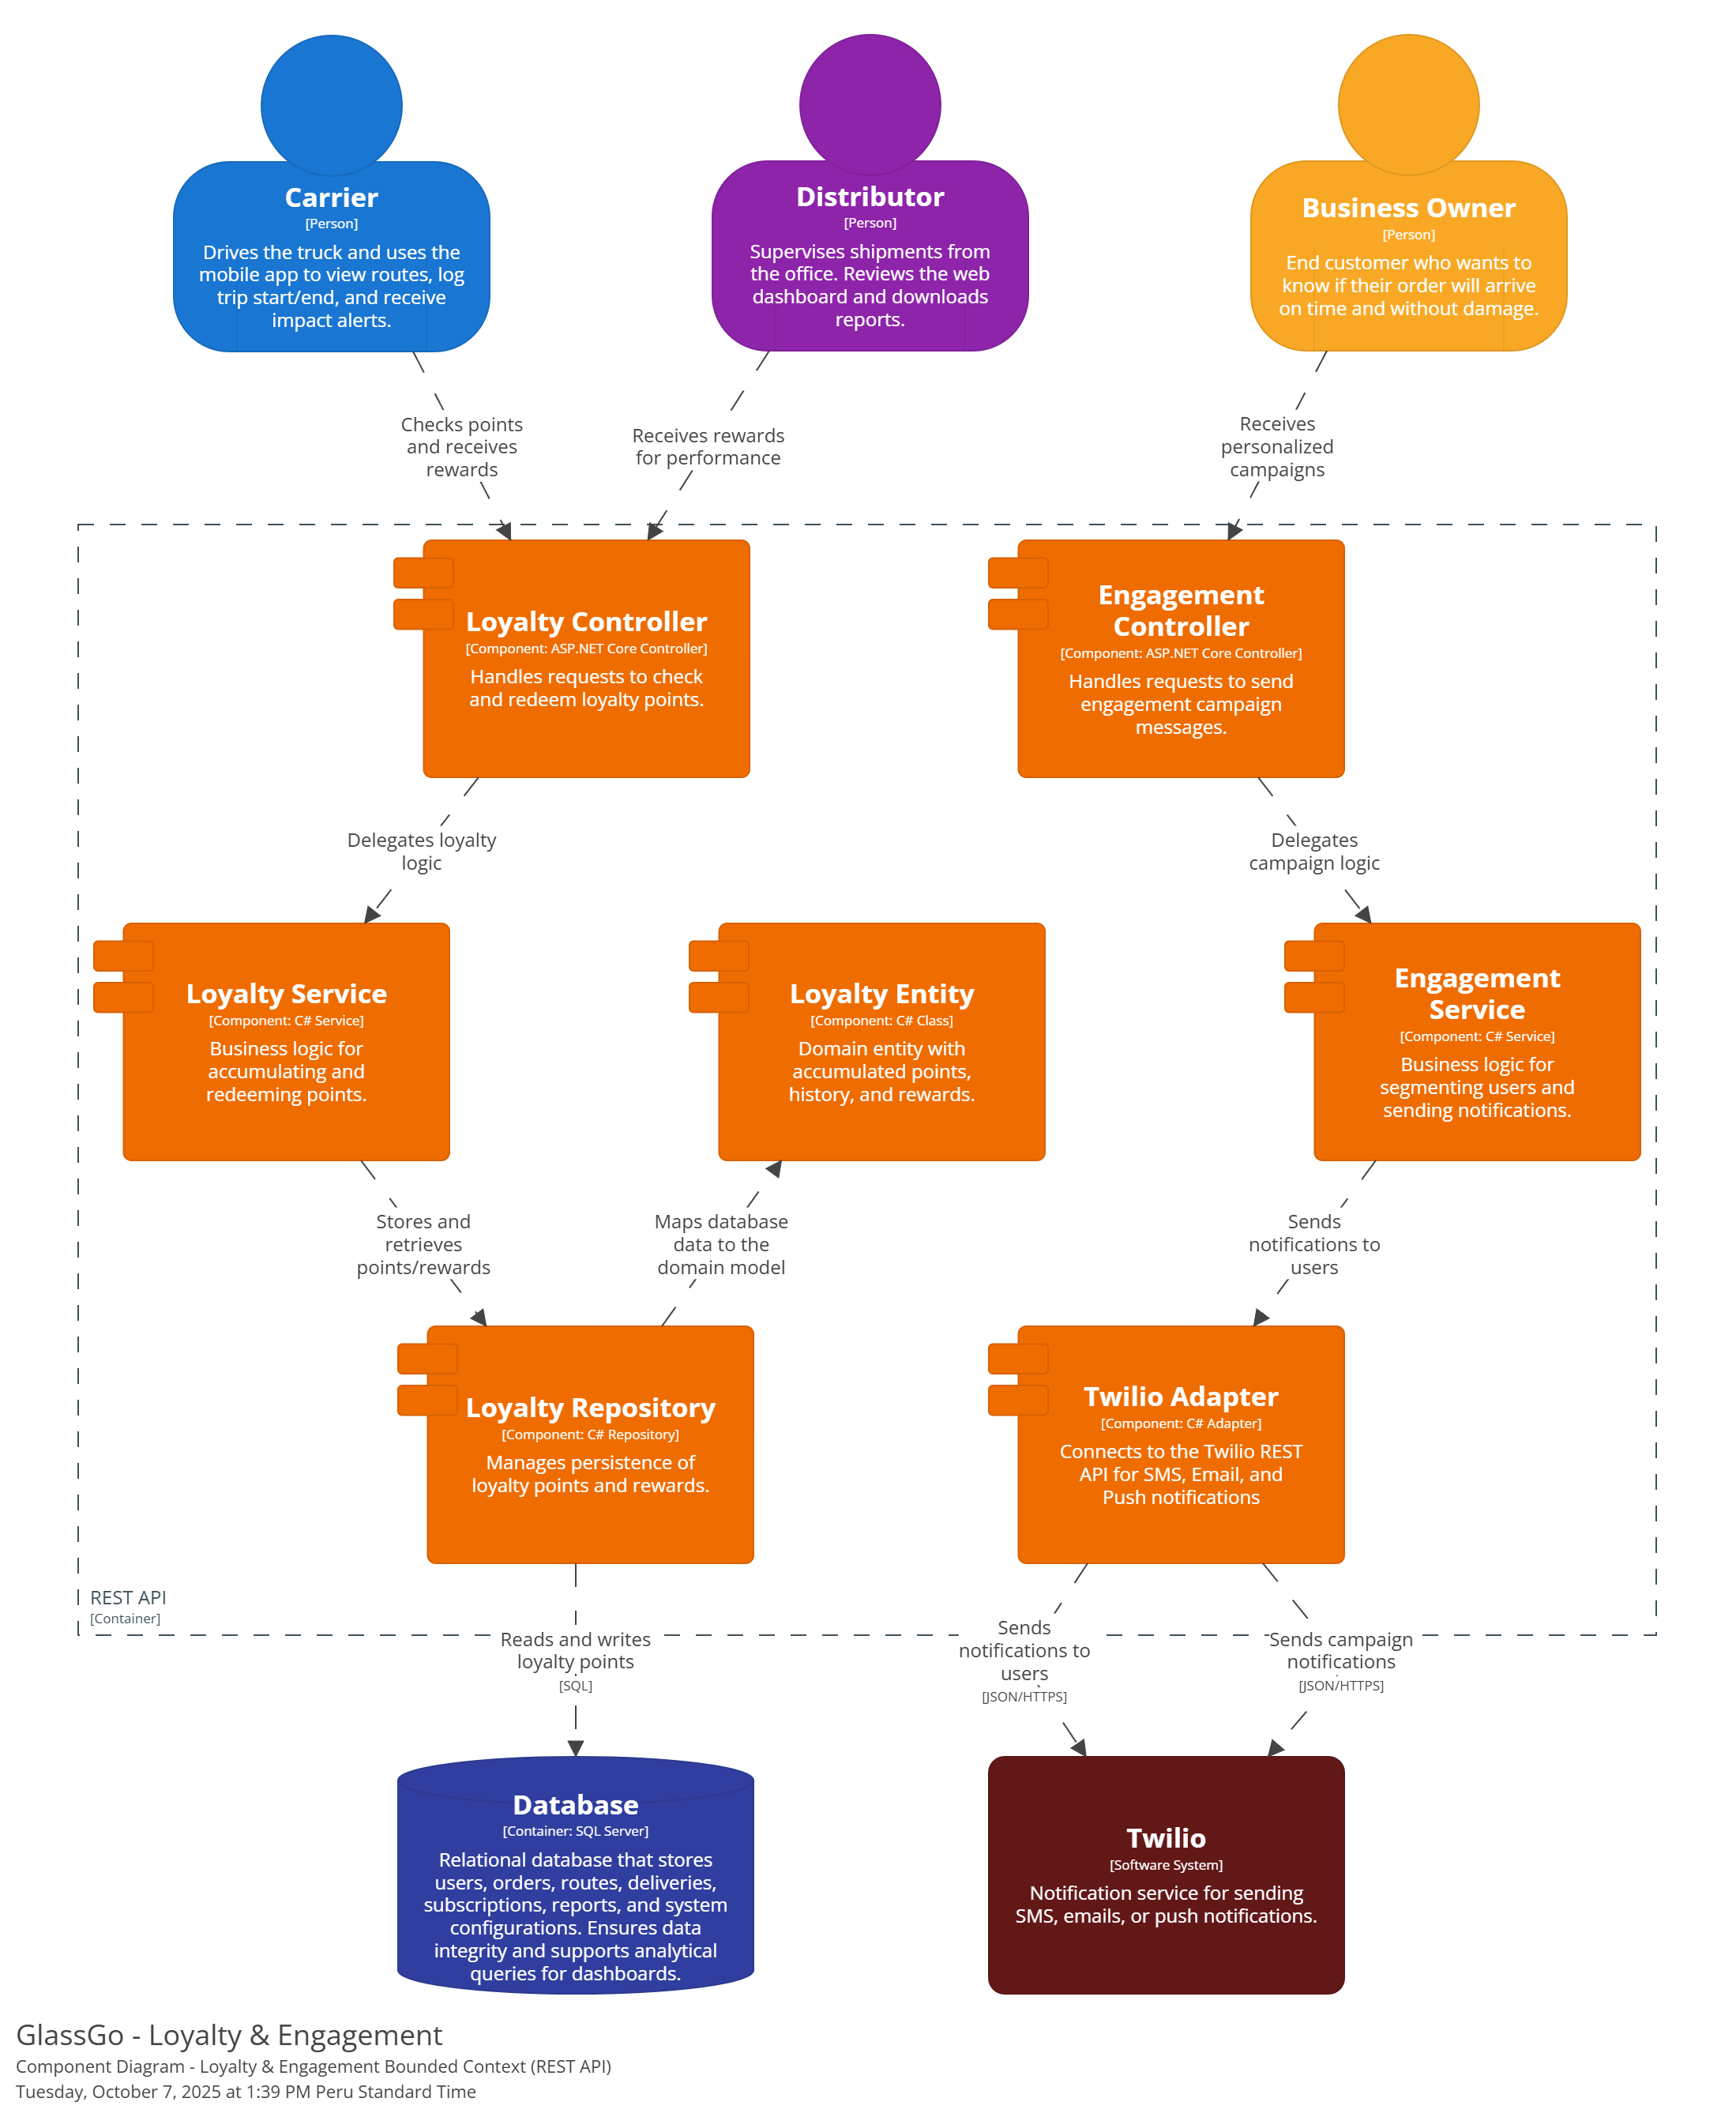 Carrier
[Person]
Drives the truck and uses the
mobile app to view routes, log
trip start/end, and receive
impact alerts.
Distributor
[Person]
Supervises shipments from
the office. Reviews the web
dashboard and downloads
reports.
Business Owner
[Person]
End customer who wants to
know if their order will arrive
on time and without damage.
Checks points
and receives
rewards
Receives rewards
for performance
Receives
personalized
campaigns
Loyalty Controller
[Component: ASP.NET Core Controller]
Handles requests to check
and redeem loyalty points.
Engagement
Controller
[Component: ASP.NET Core Controller]
Handles requests to send
engagement campaign
messages.
Delegates loyalty
logic
Delegates
campaign logic
Loyalty Service
[Component: C# Service]
Business logic for
accumulating and
redeeming points.
Loyalty Entity
[Component: C# Class]
Domain entity with
accumulated points,
history, and rewards.
Engagement
Service
[Component: C# Service]
Business logic for
segmenting users and
sending notifications.
Stores and
retrieves
points/rewards
Maps database
data to the
domain model
Sends
notifications to
users
Loyalty Repository
[Component: C# Repository]
Manages persistence of
loyalty points and rewards.
Twilio Adapter
[Component: C# Adapter]
Connects to the Twilio REST
API for SMS, Email, and
Push notifications
REST API
[Container]
Reads and writes
loyalty points
[SQL]
Sends
notifications to
users
[JSON/HTTPS]
Sends campaign
notifications
[JSON/HTTPS]
Database
[Container: SQL Server]
Relational database that stores
users, orders, routes, deliveries,
subscriptions, reports, and system
configurations. Ensures data
integrity and supports analytical
queries for dashboards.
Twilio
[Software System]
Notification service for sending
SMS, emails, or push notifications.
GlassGo - Loyalty & Engagement
Component Diagram - Loyalty & Engagement Bounded Context (REST API)
Tuesday, October 7, 2025 at 1:39 PM Peru Standard Time